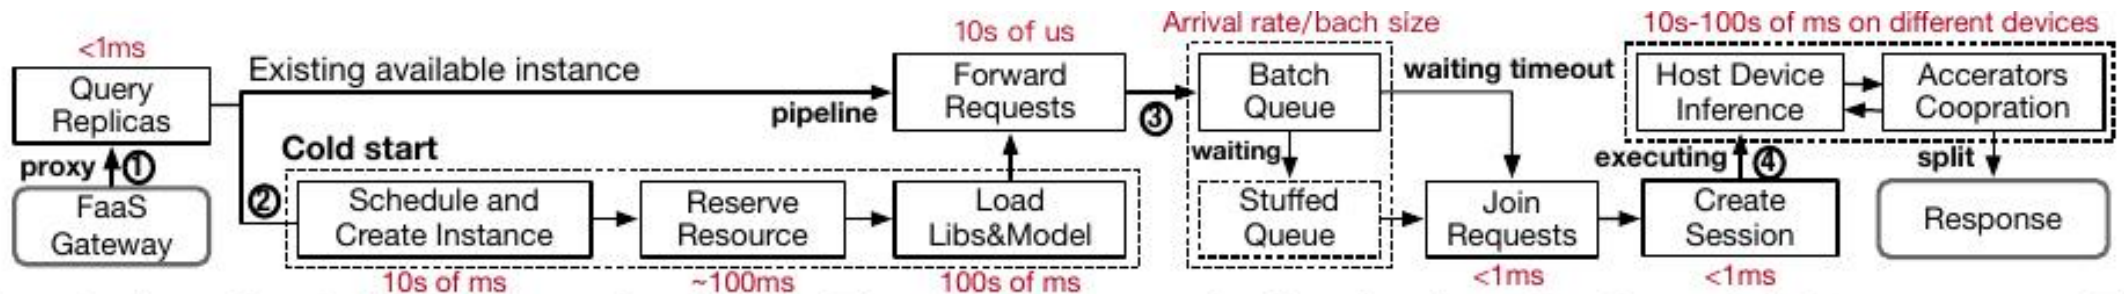 <1ms
Query
Replicas
proxy
①
FaaS
Gateway
Existing available instance
pipeline
Cold start
②
Schedule and
Create Instance
10s of ms
Reserve
Resource
~100ms
Load
Libs&Model
100s of ms
10s of us
Forward
Requests
③
Arrival rate/bach size
Batch
Queue
waiting
Stuffed
Queue
waiting timeout
Join
Requests
<1ms
Create
Session
<1ms
executing
④
10s-100s of ms on different devices
Host Device
Inference
Accerators
Coopration
split
Response